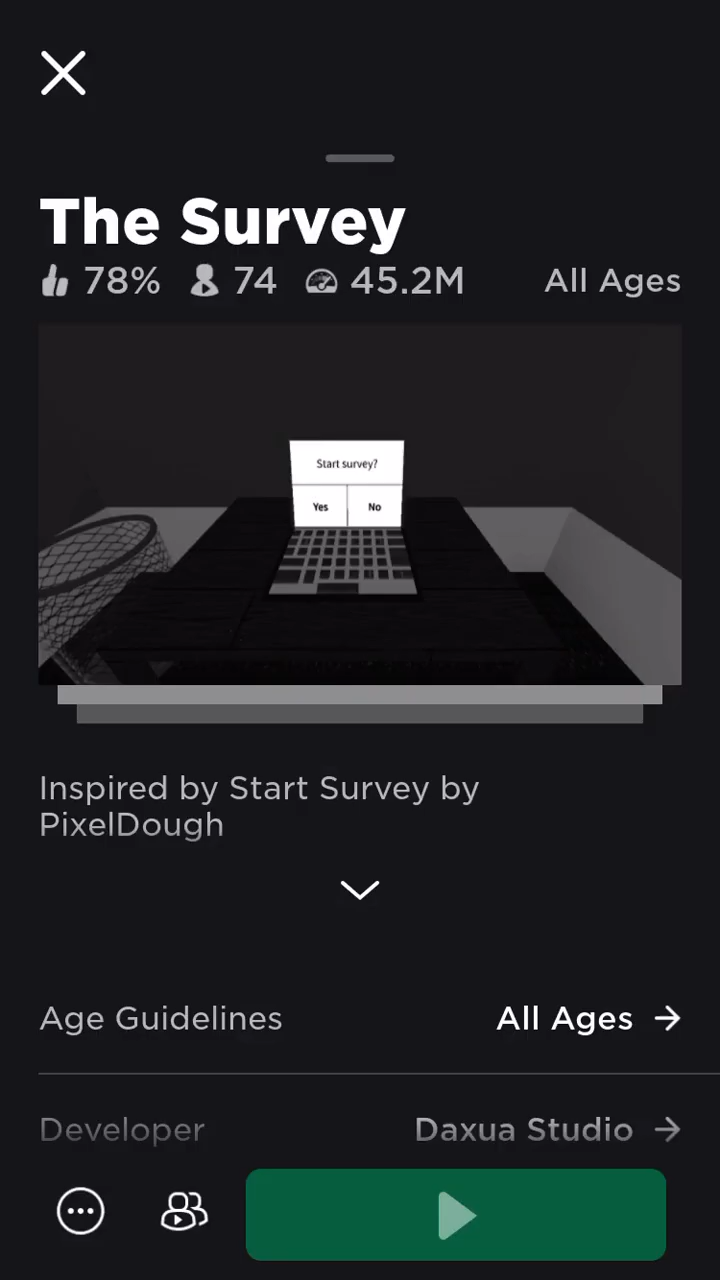 The Survey
78% 74 45.2M All Ages
Start survey?
Yes No
Inspired by Start Survey by
PixelDough
Age Guidelines All Ages
Developer Daxua Studio